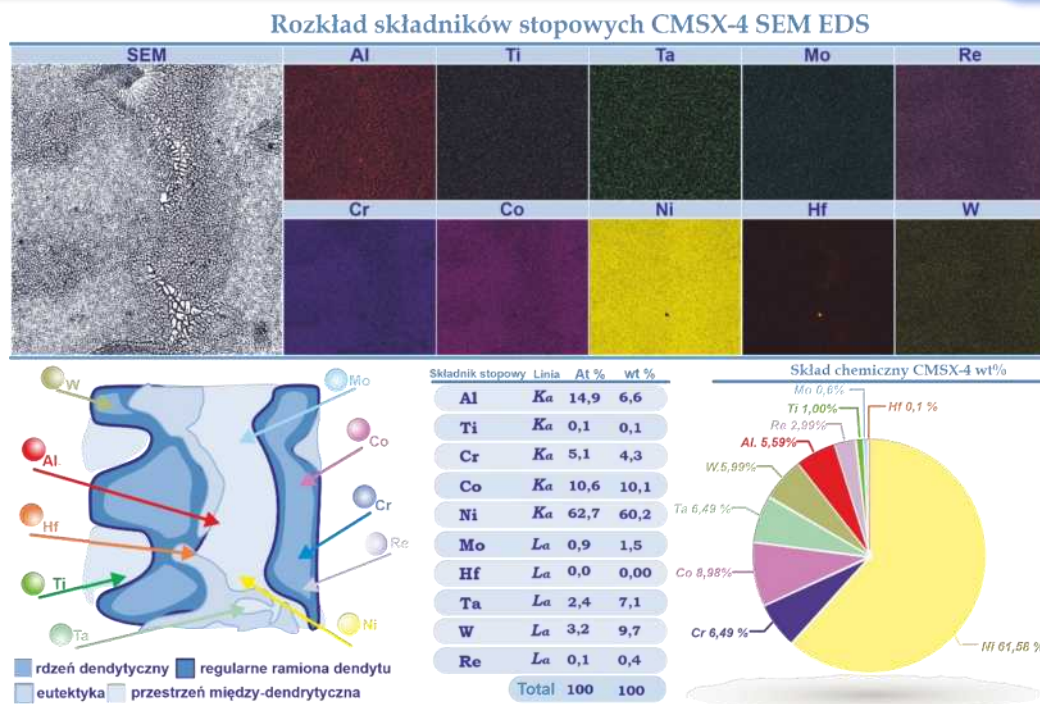 Rozkład składników stopowych CMSX-4 SEM EDS
SEM Al Ti Ta Mo Re
Cr Co Ni Hf W
W
Mo
Al.
Co
Hf
Cr
Re
Ti
Ta
Ni
rdzeń dendytyczny regularne ramiona dendytu
eutektyka przestrzeń między-dendrytyczna
Składnik stopowy Linia At % wt %
Al Ka 14,9 6,6
Ti Ka 0,1 0,1
Cr Ka 5,1 4,3
Co Ka 10,6 10,1
Ni Ka 62,7 60,2
Mo La 0,9 1,5
Hf La 0,0 0,00
Ta La 2,4 7,1
W La 3,2 9,7
Re La 0,1 0,4
Total 100 100
Skład chemiczny CMSX-4 wt%
Mo 0,6%
Hf 0,1 %
Ti 1,00%
Re 2,99%
Al. 5,59%
W.5,99%
Ta 6,49 %
Co 8,98%
Cr 6,49 %
Ni 61,58 %